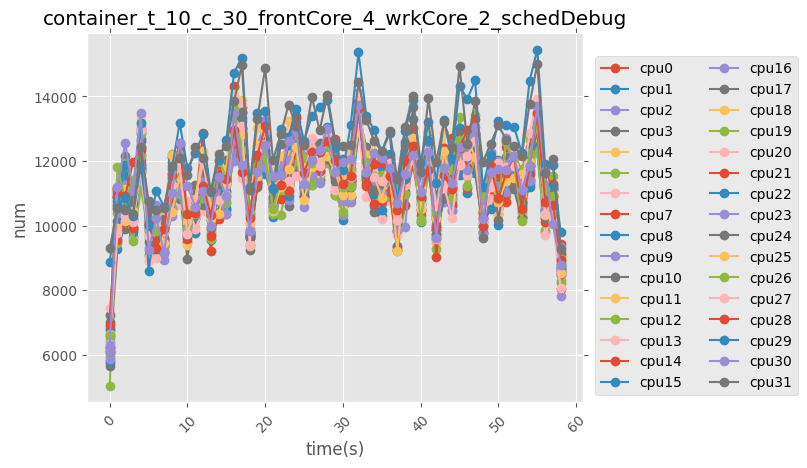 container_t_10_c_30_frontCore_4_wrkCore_2_schedDebug
num
14000
12000
10000
8000
6000
0
10
20
30
40
50
60
time(s)
cpu0
cpu1
cpu2
cpu3
cpu4
cpu5
cpu6
cpu7
cpu8
cpu9
cpu10
cpu11
cpu12
cpu13
cpu14
cpu15
cpu16
cpu17
cpu18
cpu19
cpu20
cpu21
cpu22
cpu23
cpu24
cpu25
cpu26
cpu27
cpu28
cpu29
cpu30
cpu31